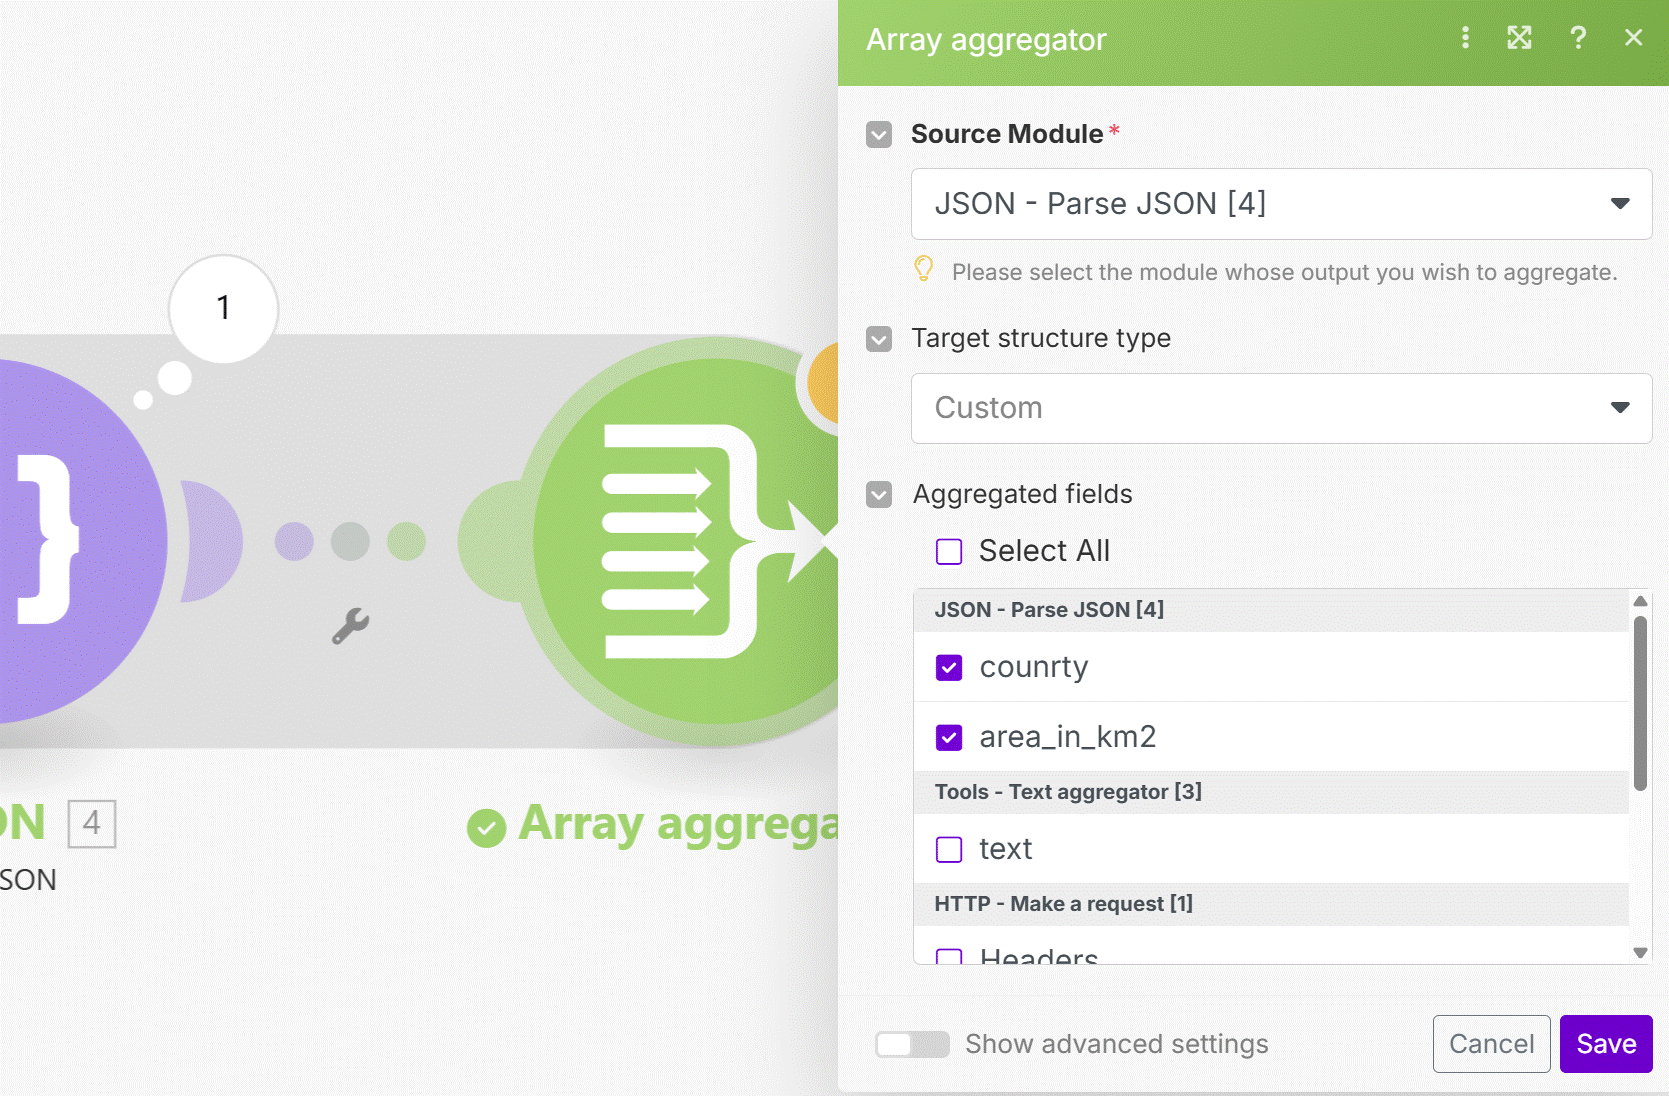 Array aggregator
?
Source Module *
JSON - Parse JSON [4]
Please select the module whose output you wish to aggregate.
Target structure type
Custom
Aggregated fields
Select All
JSON - Parse JSON [4]
counrty
area_in_km2
Tools - Text aggregator [3]
text
HTTP - Make a request [1]
Headers
Show advanced settings
Cancel
Save
1
}
ON 4
SON
Array aggrega